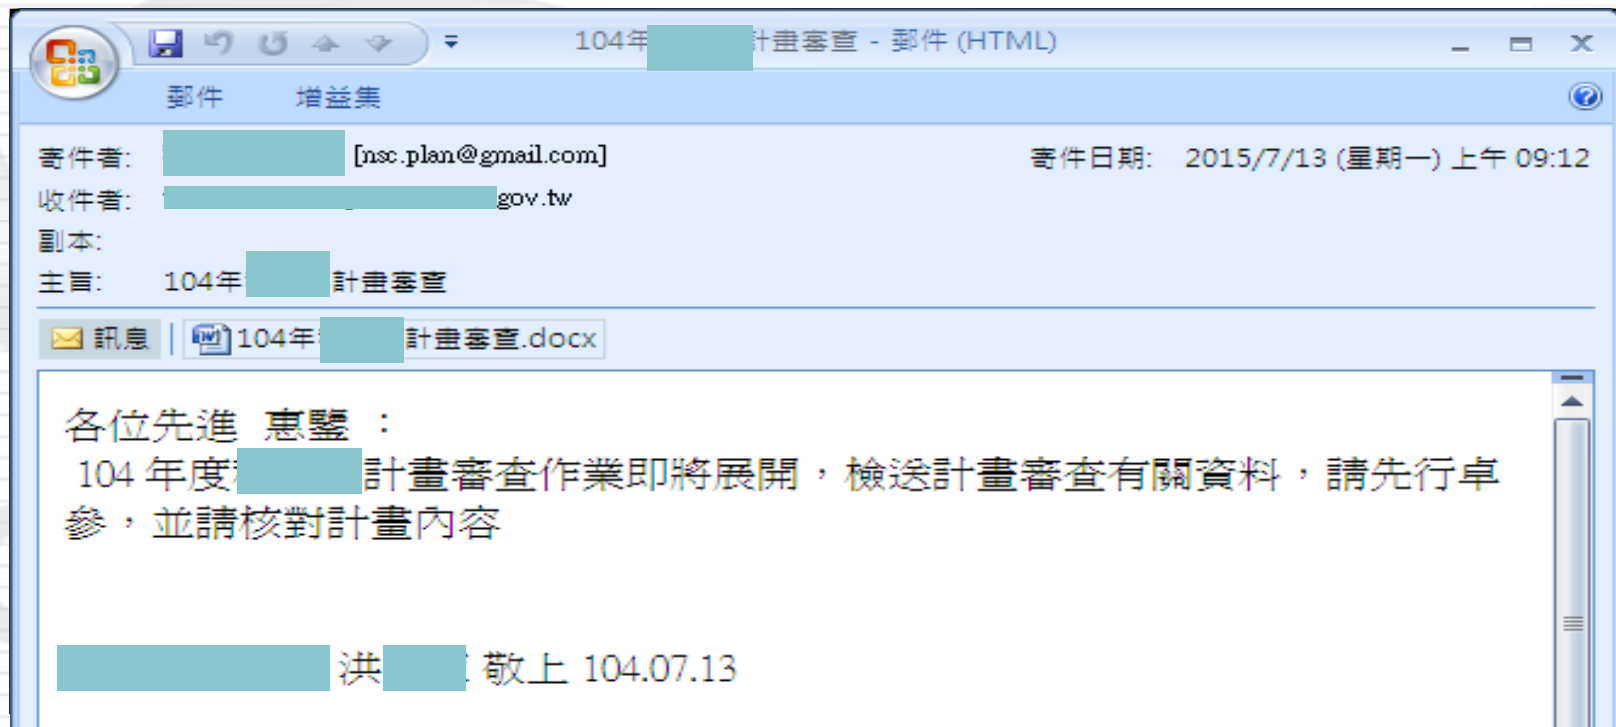 104年 計畫審查 - 郵件 (HTML)
郵件 增益集
寄件者: [nsc.plan@gmail.com] 寄件日期: 2015/7/13 (星期一) 上午 09:12
收件者: gov.tw
副本:
主旨: 104年 計畫審查
訊息 104年 計畫審查.docx
各位先進 惠鑒 ：
104 年度 計畫審查作業即將展開，檢送計畫審查有關資料，請先行卓
參，並請核對計畫內容
洪 敬上 104.07.13